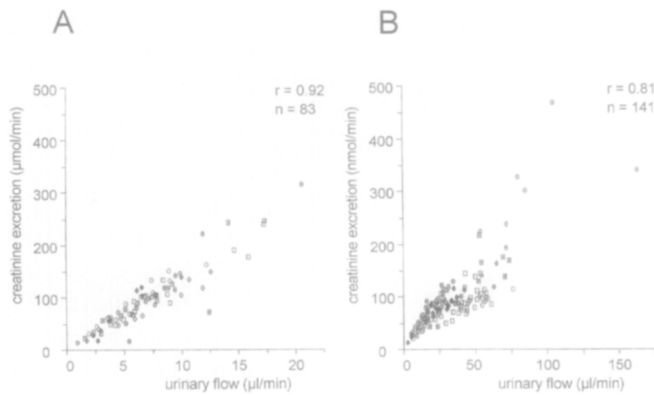 A
B
r = 0.92
n = 83
r = 0.81
n = 141
creatinine excretion (µmol/min)
500
400
300
200
100
0
0
5
10
15
20
urinary flow (µl/min)
creatinine excretion (nmol/min)
500
400
300
200
100
0
0
50
100
150
urinary flow (µl/min)